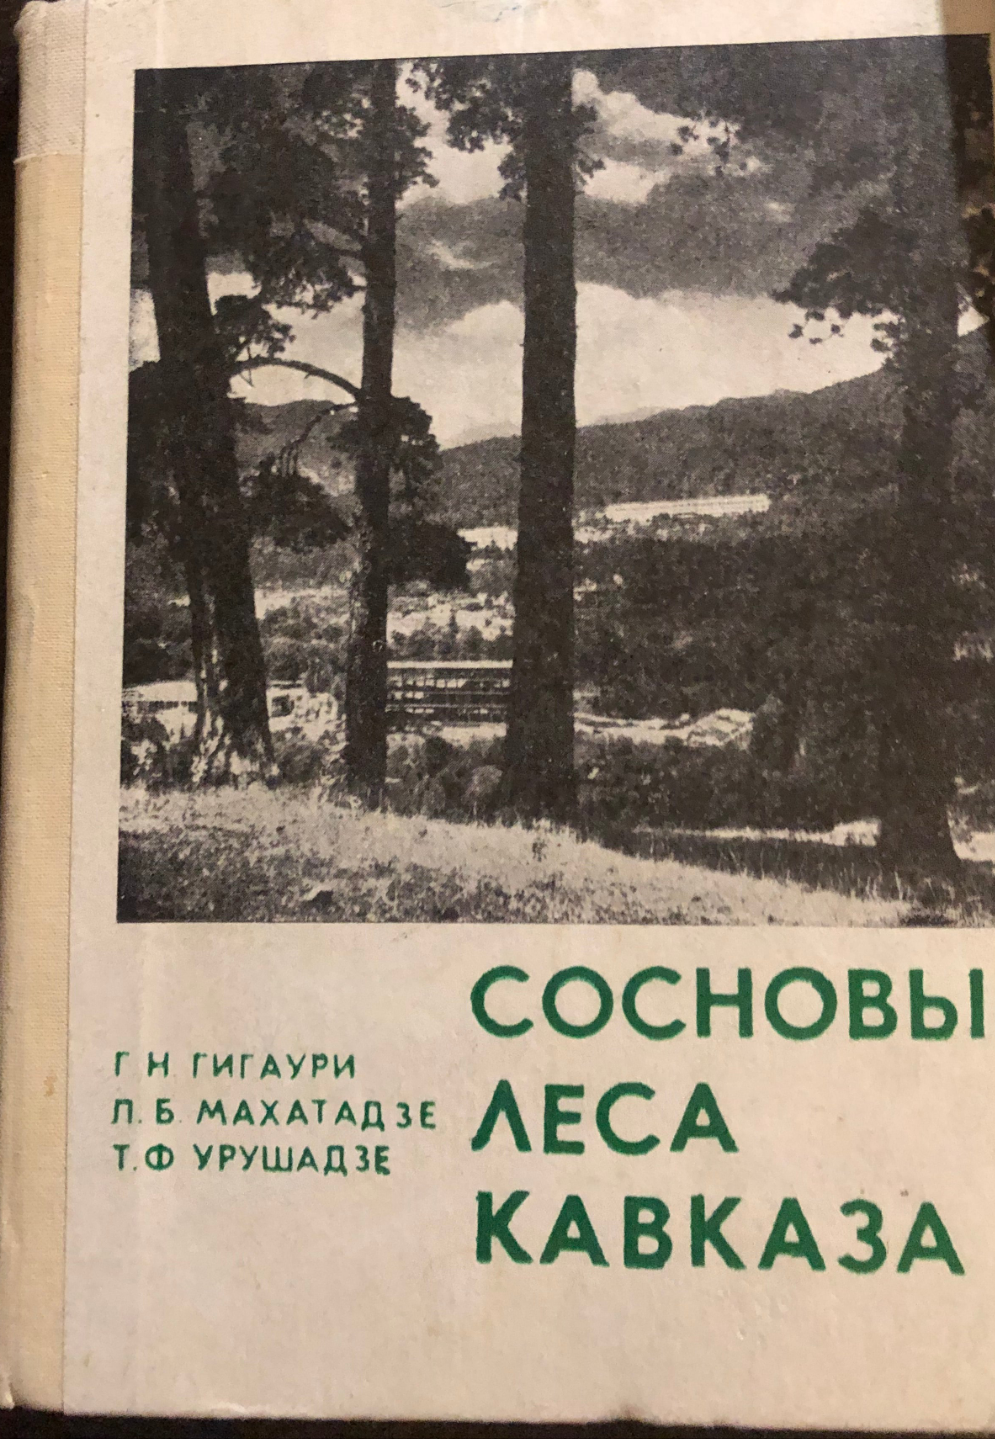 СОСНОВЫ
Г Н ГИГАУРИ
Л. Б. МАХАТАДЗЕ
ЛЕСА
Т. Ф УРУШАДЗЕ
КАВКАЗА